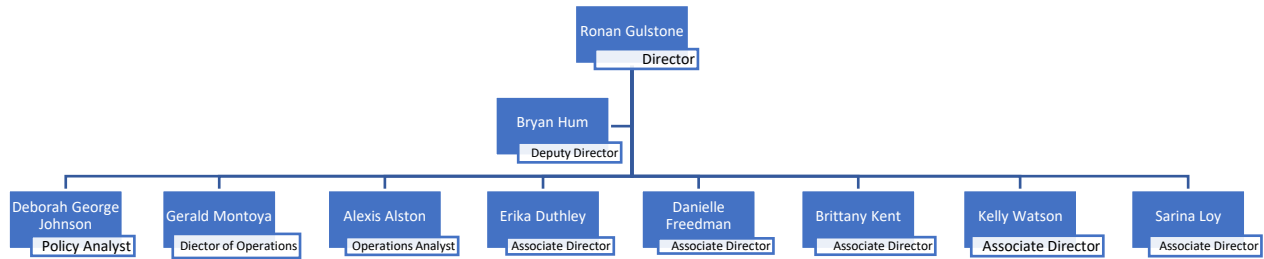 Ronan Gulstone
Director
Bryan Hum
Deputy Director
Deborah George
Johnson
Policy Analyst
Gerald Montoya
Diector of Operations
Alexis Alston
Operations Analyst
Erika Duthley
Associate Director
Danielle
Freedman
Associate Director
Brittany Kent
Associate Director
Kelly Watson
Associate Director
Sarina Loy
Associate Director